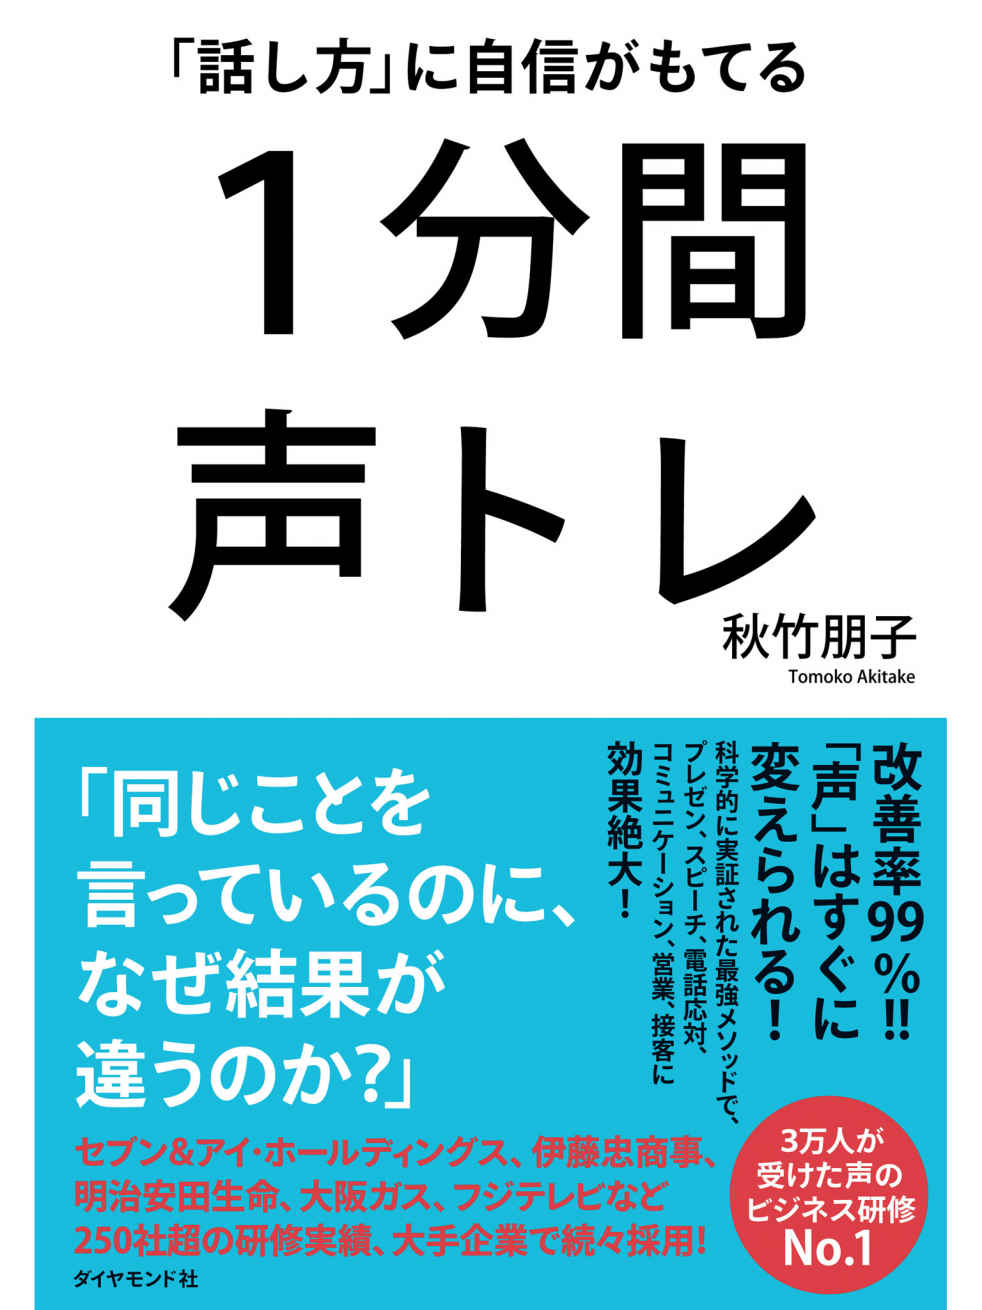 「話し方」に自信がもてる
1分間
声トレ
秋竹朋子
Tomoko Akitake
改善率99%!!
「声」はすぐに
変えられる!
科学的に実証された最強メソッドで、
プレゼン、スピーチ、電話応対、
コミュニケーション、営業、接客に
効果絶大!
「同じことを
言っているのに、
なぜ結果が
違うのか?」
セブン&アイ・ホールディングス、伊藤忠商事、
明治安田生命、大阪ガス、フジテレビなど
250社超の研修実績、大手企業で続々採用!
ダイヤモンド社
3万人が
受けた声の
ビジネス研修
No.1